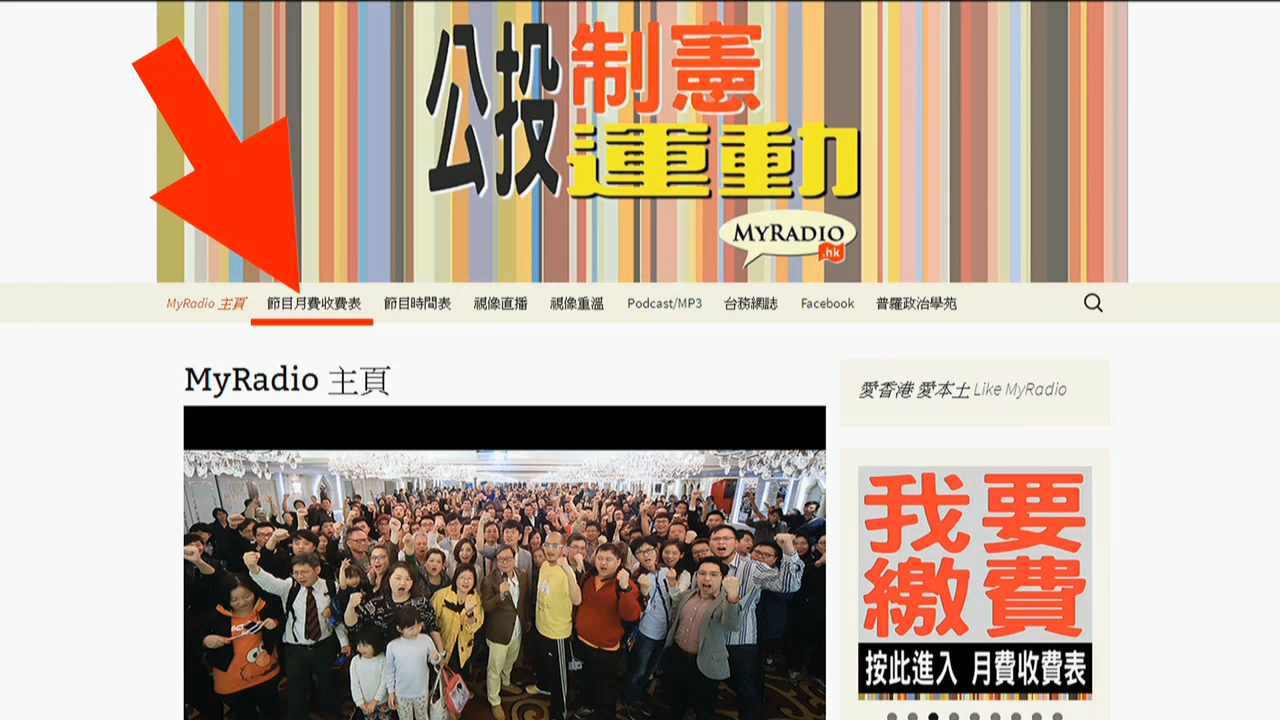 公投制憲
運動
MYRADIO
.hk
MyRadio 主頁 節目月費收費表 節目時間表 視像直播 視像重溫 Podcast/MP3 台務網誌 Facebook 普羅政治學苑
MyRadio 主頁
愛香港 愛本土 Like MyRadio
我要
繳費
按此進入 月費收費表